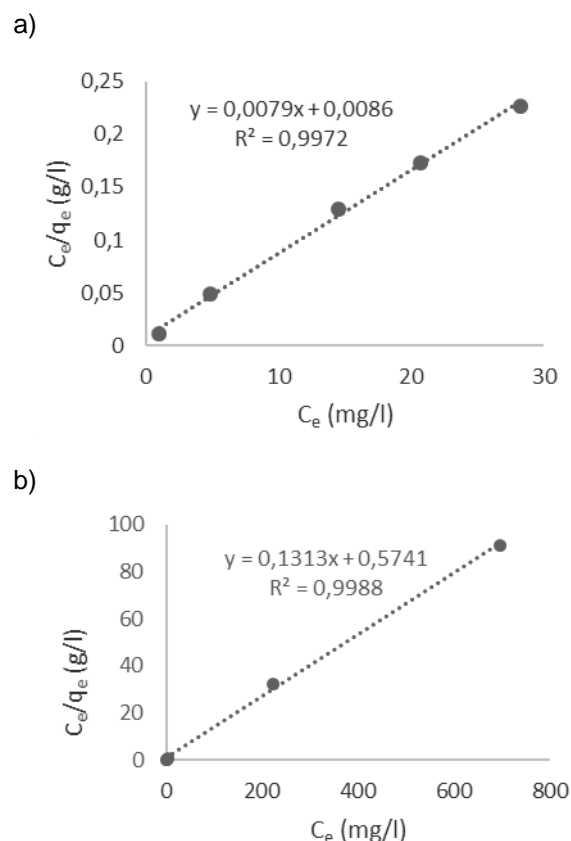 a)
0,25
0,2
0,15
0,1
0,05
0
y = 0,0079x + 0,0086
R² = 0,9972
Cₑ/qₑ (g/l)
0 10 20 30
Cₑ (mg/l)
b)
100
80
60
40
20
0
y = 0,1313x + 0,5741
R² = 0,9988
Cₑ/qₑ (g/l)
0 200 400 600 800
Cₑ (mg/l)